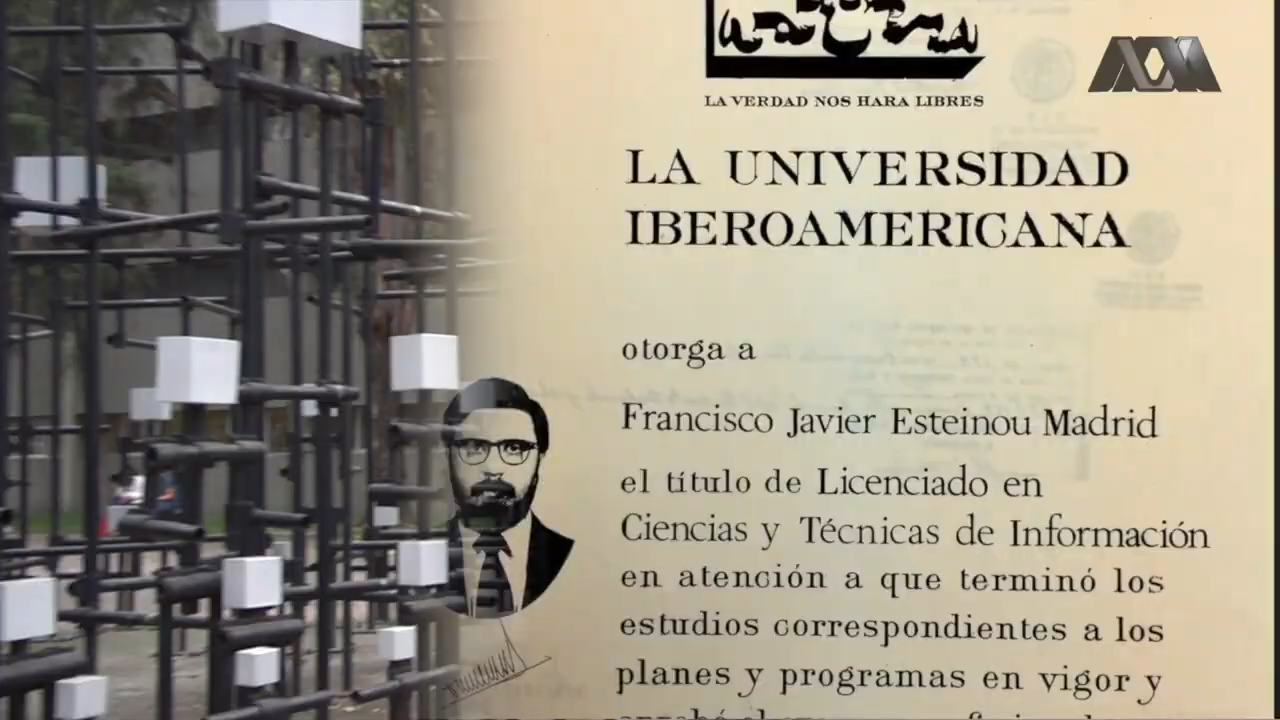 LA VERDAD NOS HARA LIBRES
LA UNIVERSIDAD
IBEROAMERICANA
otorga a
Francisco Javier Esteinou Madrid
el título de Licenciado en
Ciencias y Técnicas de Información
en atención a que terminó los
estudios correspondientes a los
planes y programas en vigor y